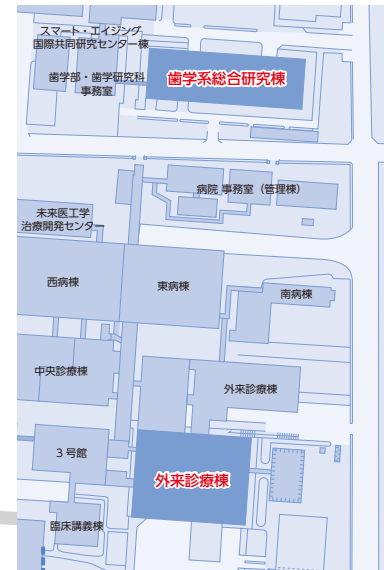 スマート・エイジング
国際共同研究センター棟
歯学系総合研究棟
歯学部・歯学研究科
事務室
病院 事務室（管理棟）
未来医工学
治療開発センター
西病棟
東病棟
南病棟
中央診療棟
外来診療棟
３号館
外来診療棟
臨床講義棟